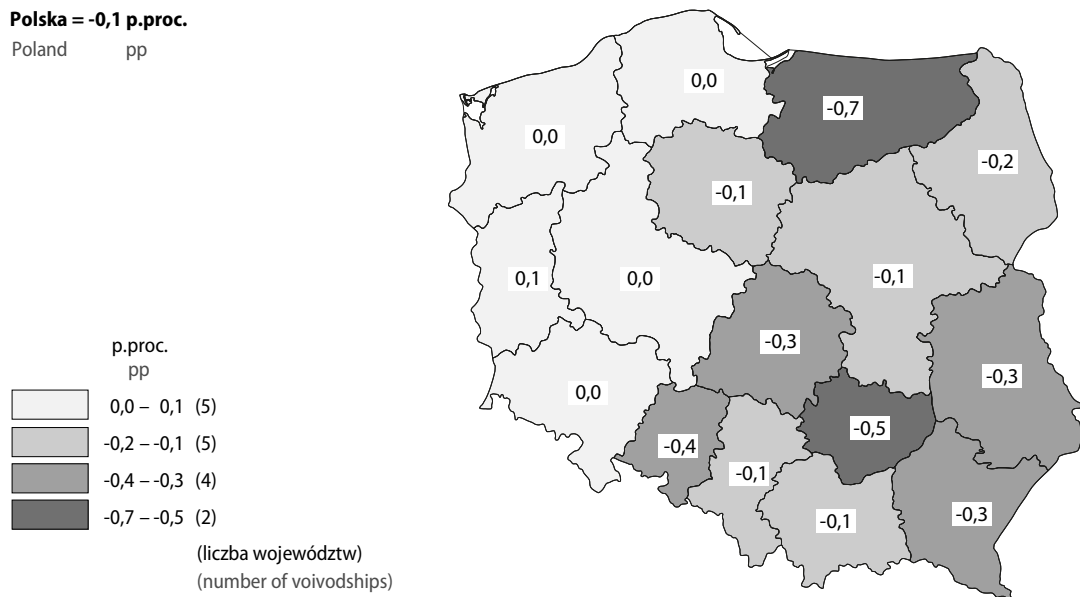 Polska = -0,1 p.proc.
Poland pp
0,0
-0,7
0,0
-0,2
-0,1
0,1
0,0
-0,1
-0,3
-0,3
0,0
-0,5
-0,4
-0,1
-0,3
-0,1
p.proc.
pp
0,0 – 0,1 (5)
-0,2 – -0,1 (5)
-0,4 – -0,3 (4)
-0,7 – -0,5 (2)
(liczba województw)
(number of voivodships)